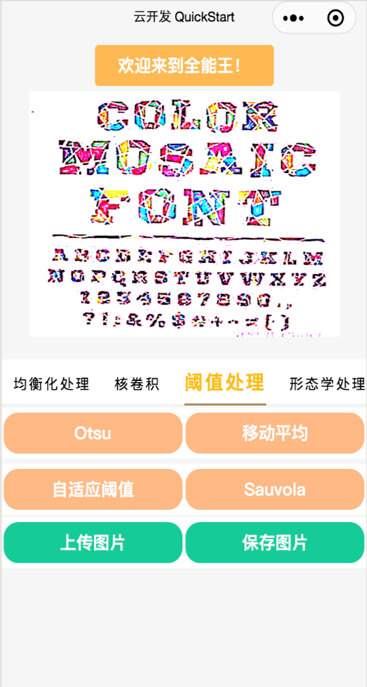 云开发 QuickStart
欢迎来到全能王！
COLOR
MOSAIC
FONT
ABCDEFGHIJKLM
NOPQRSTUVWXYZ
1234567890.,
?!;&%$@+-=[]
均衡化处理 核卷积 阈值处理 形态学处理
Otsu 移动平均
自适应阈值 Sauvola
上传图片 保存图片